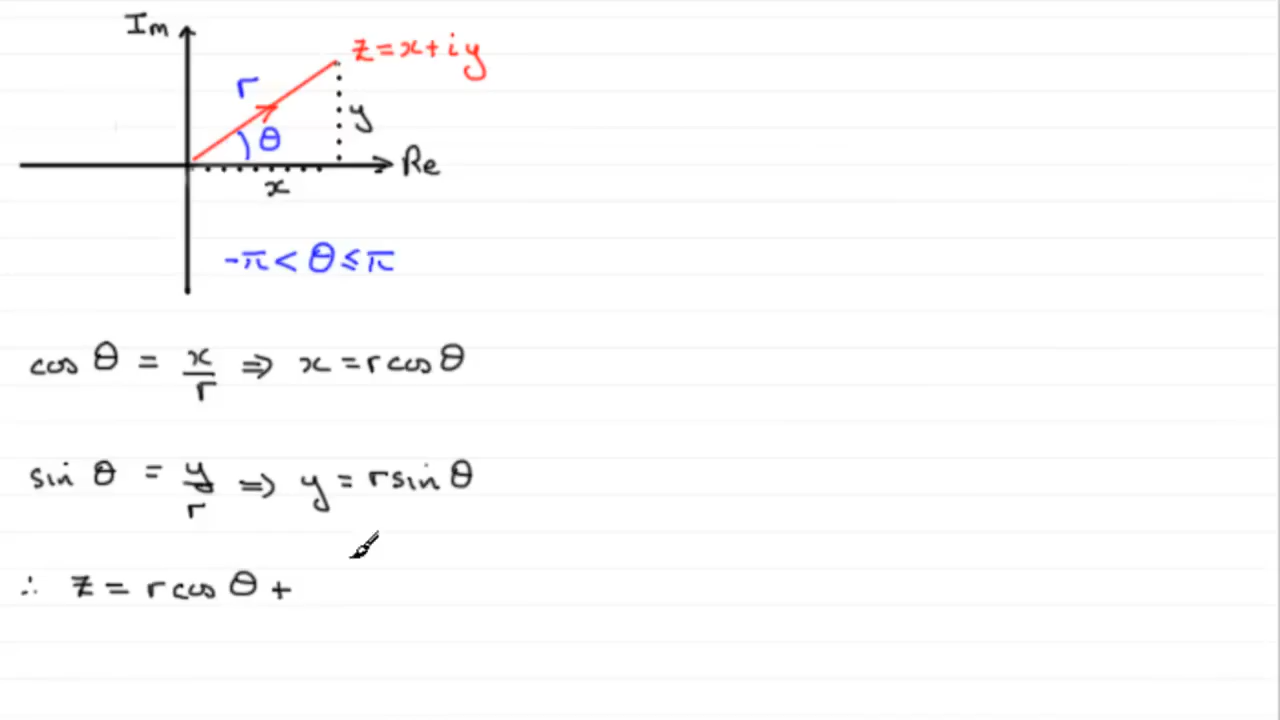 Im
z = x + iy
r
θ
y
Re
x
-π < θ ≤ π
cos θ = x/r ⇒ x = r cos θ
sin θ = y/r ⇒ y = r sin θ
∴ z = r cos θ +